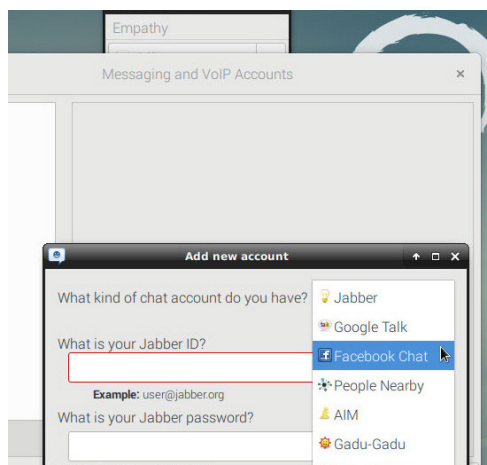 Empathy
Messaging and VoIP Accounts
Add new account
What kind of chat account do you have?
Jabber
Google Talk
What is your Jabber ID?
Facebook Chat
People Nearby
Example: user@jabber.org
What is your Jabber password?
AIM
Gadu-Gadu